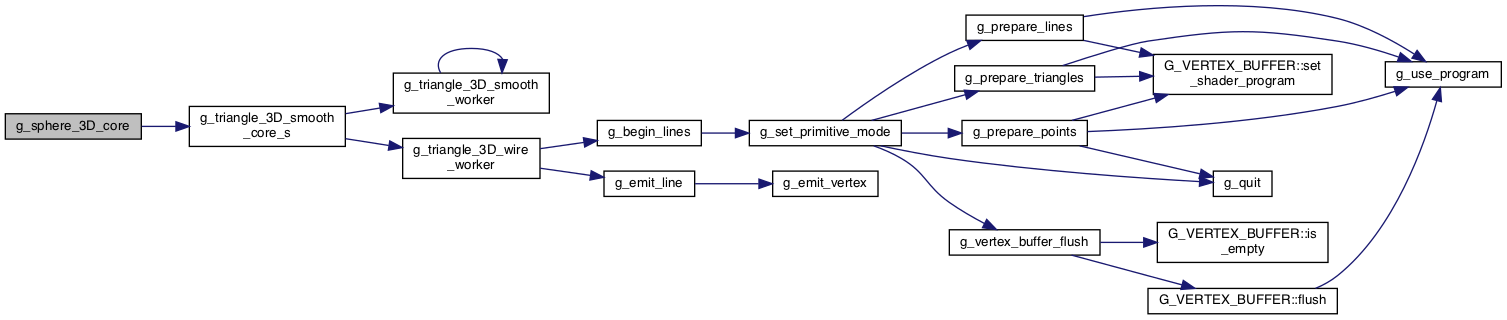 g_sphere_3D_core
g_triangle_3D_smooth
_core_s
g_triangle_3D_smooth
_worker
g_triangle_3D_wire
_worker
g_begin_lines
g_emit_line
g_set_primitive_mode
g_emit_vertex
g_prepare_lines
g_prepare_triangles
g_prepare_points
g_vertex_buffer_flush
G_VERTEX_BUFFER::set
_shader_program
g_quit
G_VERTEX_BUFFER::is
_empty
G_VERTEX_BUFFER::flush
g_use_program